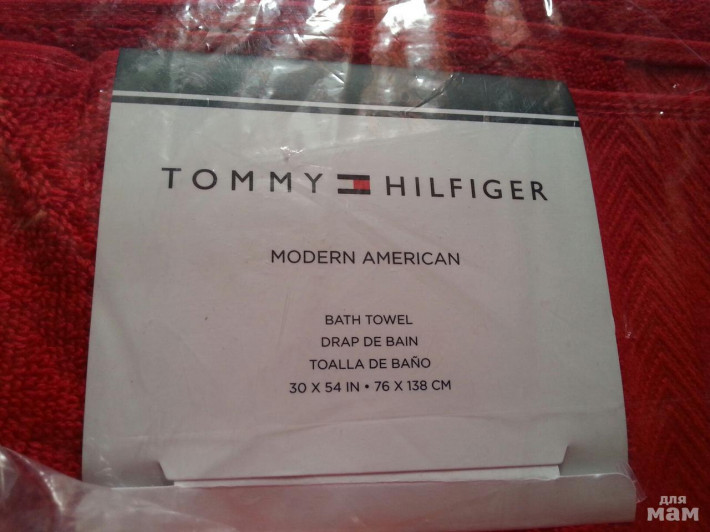 TOMMY HILFIGER
MODERN AMERICAN
BATH TOWEL
DRAP DE BAIN
TOALLA DE BAÑO
30 X 54 IN • 76 X 138 CM
для
мам